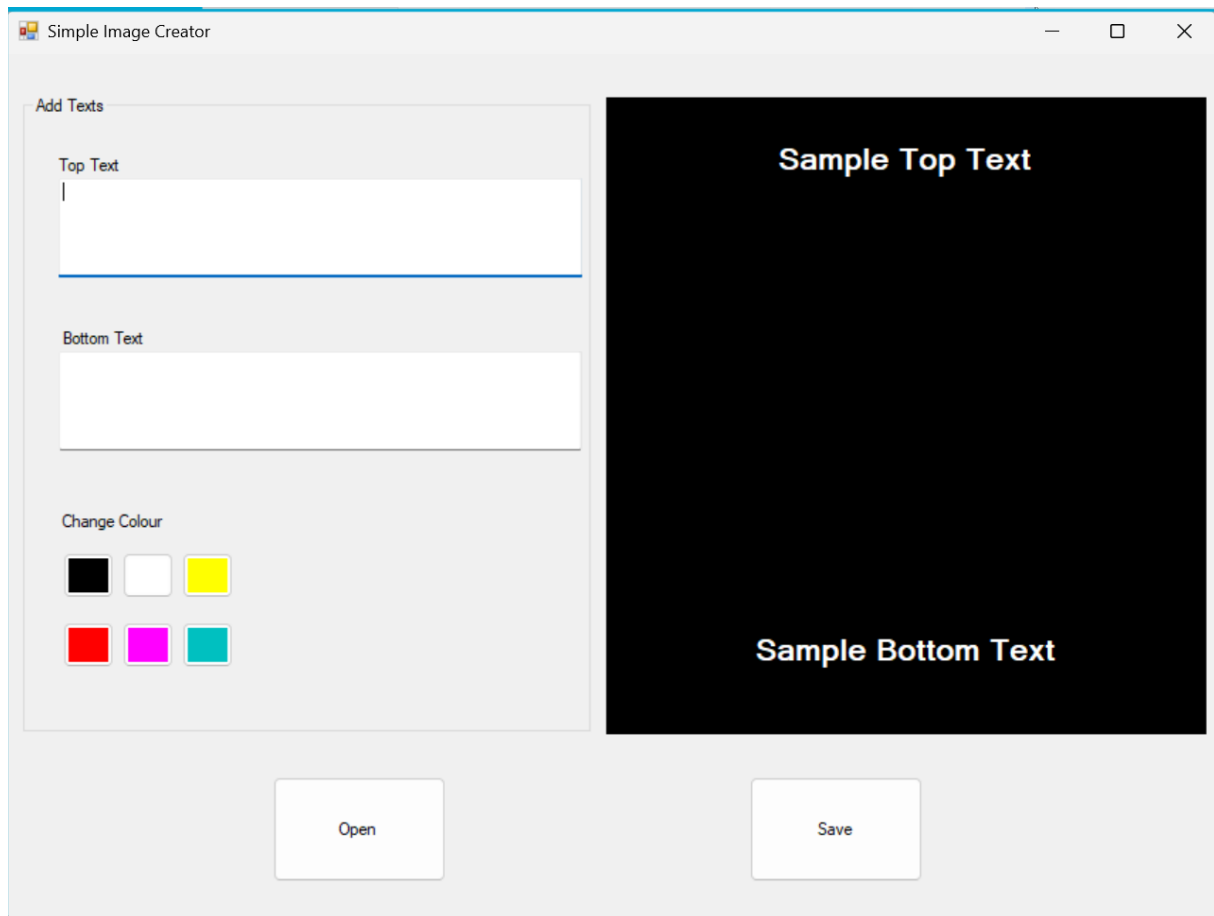 Simple Image Creator
Add Texts
Top Text
Bottom Text
Change Colour
Sample Top Text
Sample Bottom Text
Open
Save